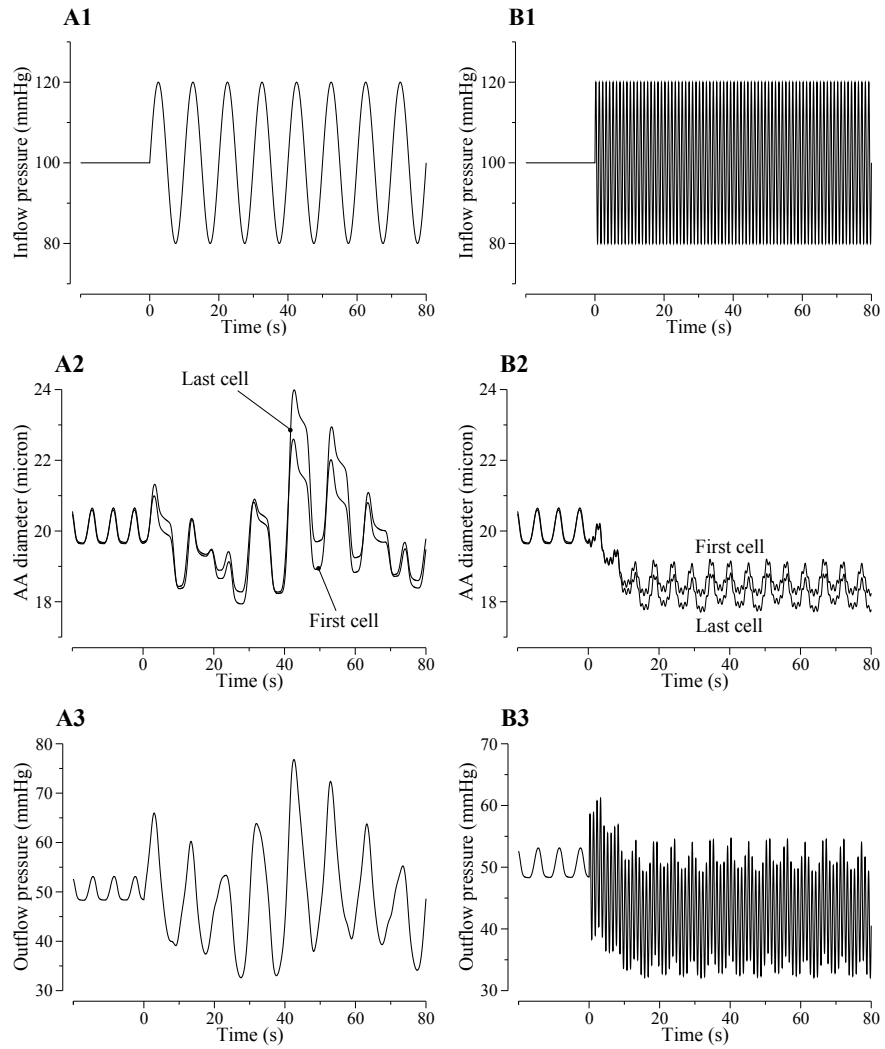 A1
Inflow pressure (mmHg)
120
100
80
0 20 40 60 80
Time (s)
B1
Inflow pressure (mmHg)
120
100
80
0 20 40 60 80
Time (s)
A2
AA diameter (micron)
24
22
20
18
Last cell
First cell
0 20 40 60 80
Time (s)
B2
AA diameter (micron)
24
22
20
18
First cell
Last cell
0 20 40 60 80
Time (s)
A3
Outflow pressure (mmHg)
80
70
60
50
40
30
0 20 40 60 80
Time (s)
B3
Outflow pressure (mmHg)
70
60
50
40
30
0 20 40 60 80
Time (s)